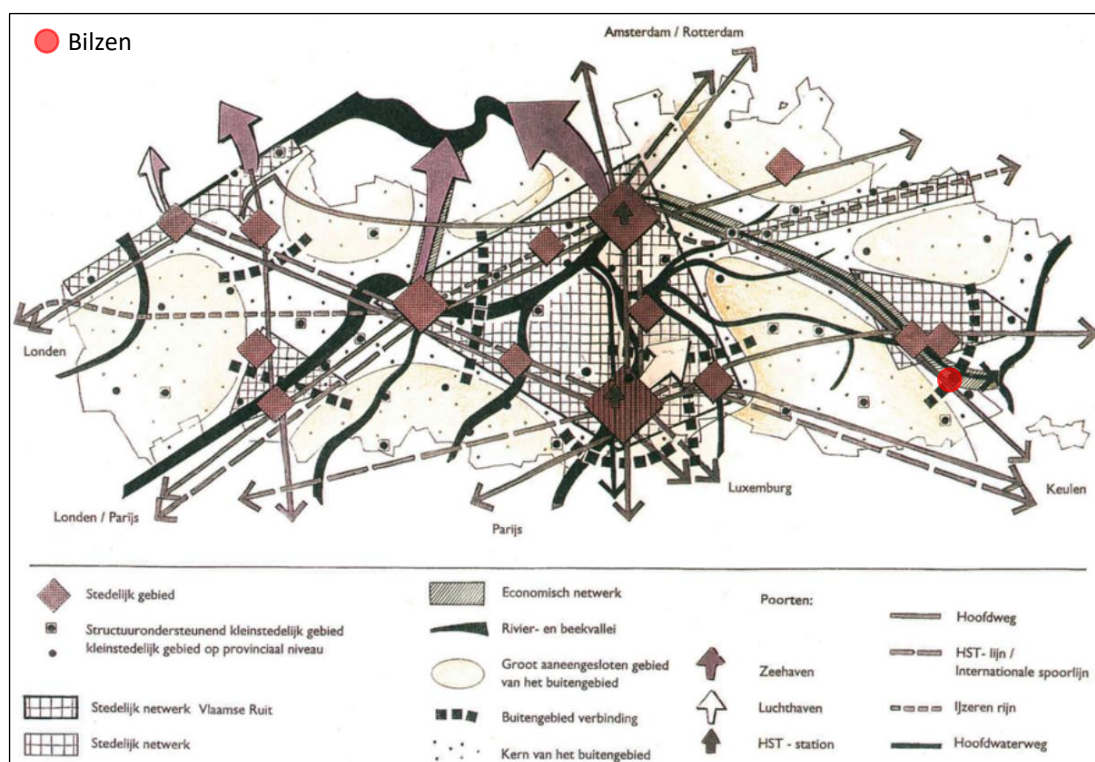 Bilzen
Amsterdam / Rotterdam
Londen
Londen / Parijs
Parijs
Luxemburg
Keulen
Stedelijk gebied
Structuurondersteunend kleinstedelijk gebied
kleinstedelijk gebied op provinciaal niveau
Stedelijk netwerk Vlaamse Ruit
Stedelijk netwerk
Economisch netwerk
Rivier- en beekvallei
Groot aaneengesloten gebied
van het buitengebied
Buitengebied verbinding
Kern van het buitengebied
Poorten:
Zeehaven
Luchthaven
HST - station
Hoofdweg
HST- lijn /
Internationale spoorlijn
IJzeren rijn
Hoofdwaterweg